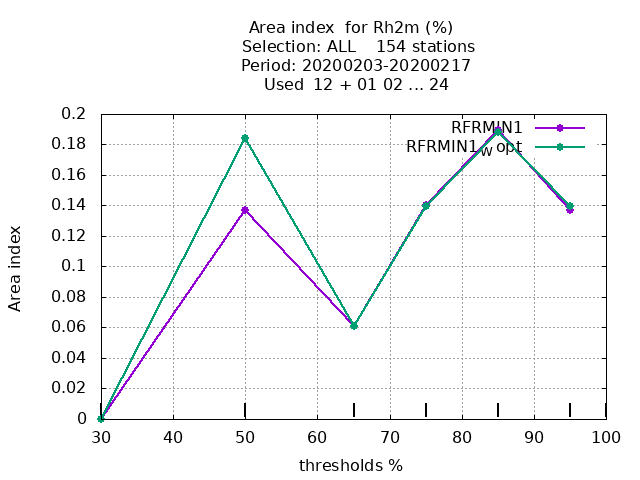 Area index  for Rh2m (%)
Selection: ALL    154 stations
Period: 20200203-20200217
Used  12 + 01 02 ... 24
RFRMIN1
RFRMIN1w opt
0.2
0.18
0.16
0.14
0.12
0.1
0.08
0.06
0.04
0.02
0
Area index
30 40 50 60 70 80 90 100
thresholds %